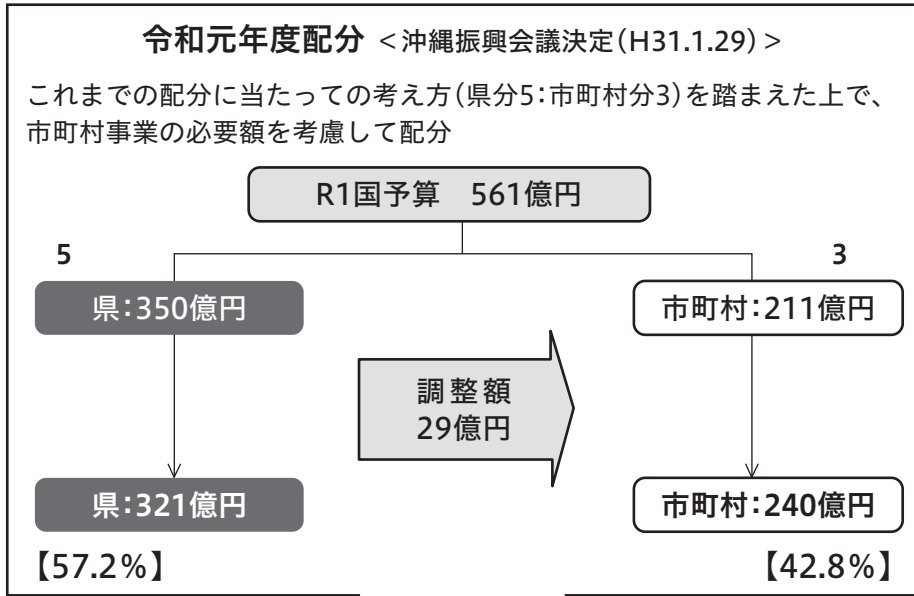 令和元年度配分 <沖縄振興会議決定(H31.1.29)>
これまでの配分に当たっての考え方(県分5:市町村分3)を踏まえた上で、
市町村事業の必要額を考慮して配分
R1国予算 561億円
5
3
県:350億円
市町村:211億円
調整額
29億円
県:321億円
市町村:240億円
【57.2%】
【42.8%】